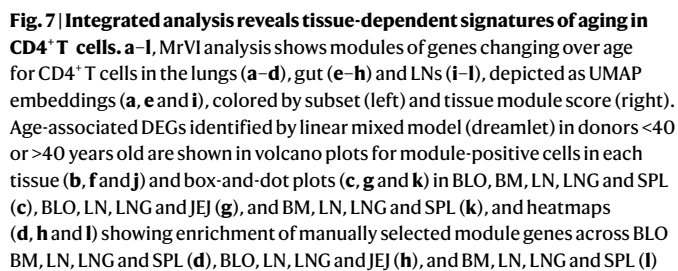 Fig. 7 | Integrated analysis reveals tissue-dependent signatures of aging in
CD4⁺ T cells. a–l, MrVI analysis shows modules of genes changing over age
for CD4⁺ T cells in the lungs (a–d), gut (e–h) and LNs (i–l), depicted as UMAP
embeddings (a, e and i), colored by subset (left) and tissue module score (right).
Age-associated DEGs identified by linear mixed model (dreamlet) in donors <40
or >40 years old are shown in volcano plots for module-positive cells in each
tissue (b, f and j) and box-and-dot plots (c, g and k) in BLO, BM, LN, LNG and SPL
(c), BLO, LN, LNG and JEJ (g), and BM, LN, LNG and SPL (k), and heatmaps
(d, h and l) showing enrichment of manually selected module genes across BLO
BM, LN, LNG and SPL (d), BLO, LN, LNG and JEJ (h), and BM, LN, LNG and SPL (l)